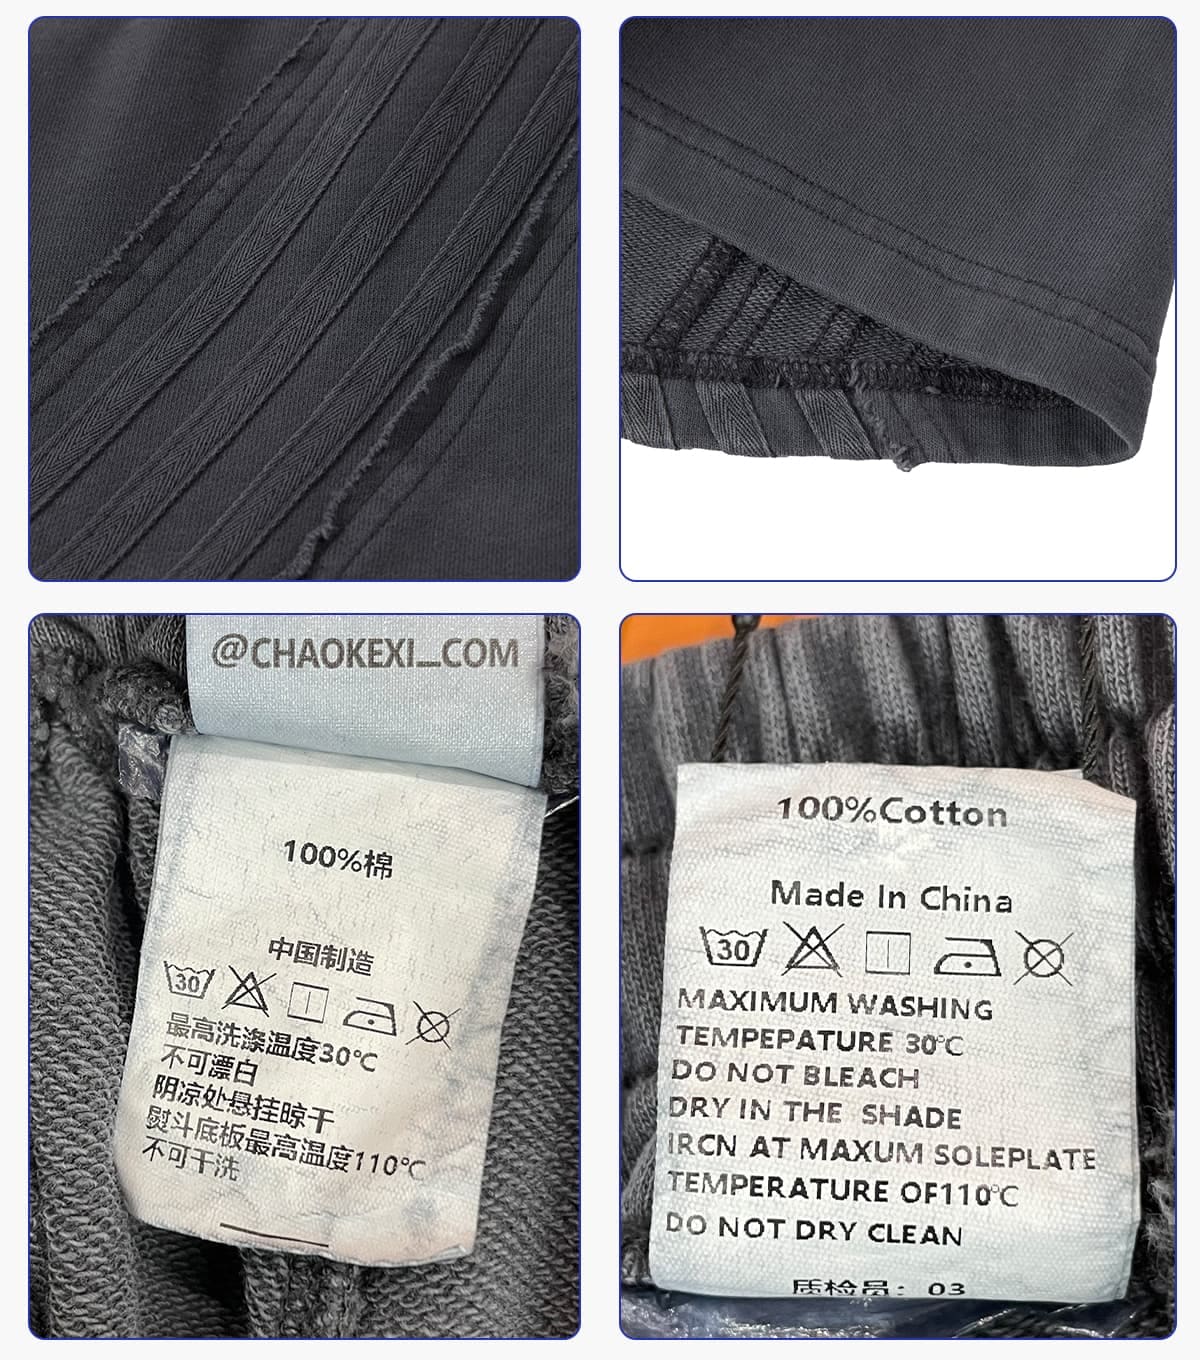 @CHAOKEXI_COM
100%棉
中国制造
30
最高洗涤温度30℃
不可漂白
阴凉处悬挂晾干
熨斗底板最高温度110℃
不可干洗
100%Cotton
Made In China
30
MAXIMUM WASHING
TEMPEPATURE 30℃
DO NOT BLEACH
DRY IN THE SHADE
IRCN AT MAXUM SOLEPLATE
TEMPERATURE OF110℃
DO NOT DRY CLEAN
质检员：03